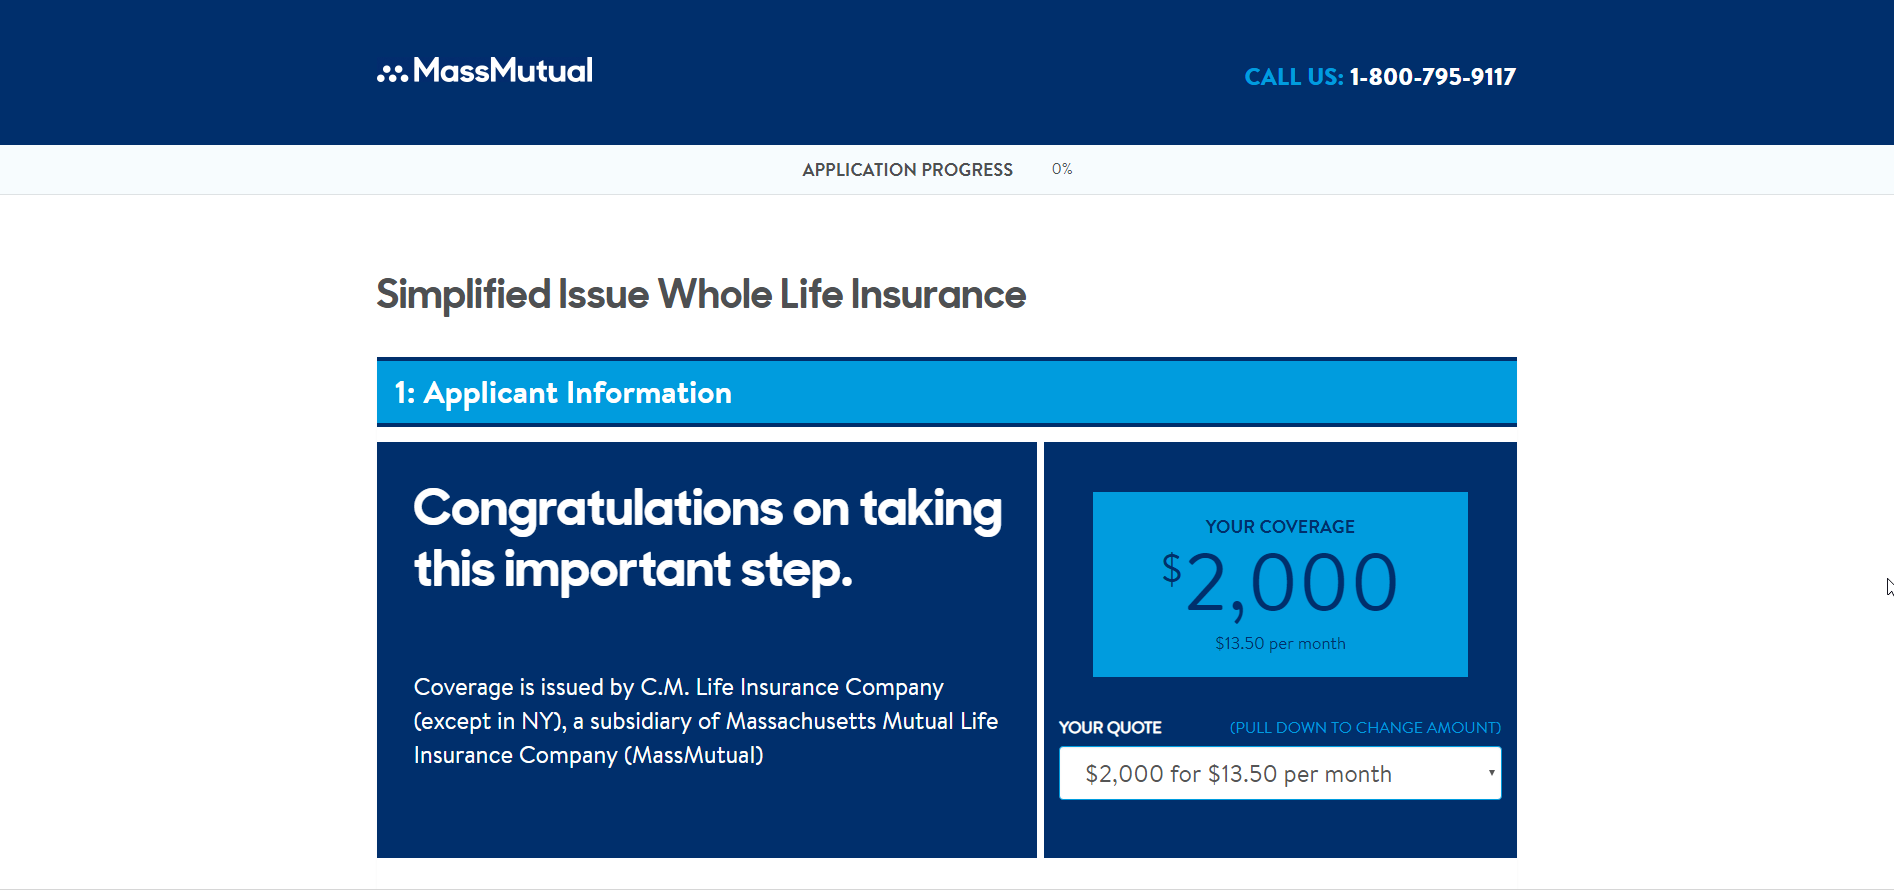 MassMutual
CALL US: 1-800-795-9117
APPLICATION PROGRESS 0%
Simplified Issue Whole Life Insurance
1: Applicant Information
Congratulations on taking
this important step.
Coverage is issued by C.M. Life Insurance Company
(except in NY), a subsidiary of Massachusetts Mutual Life
Insurance Company (MassMutual)
YOUR COVERAGE
$2,000
$13.50 per month
YOUR QUOTE (PULL DOWN TO CHANGE AMOUNT)
$2,000 for $13.50 per month